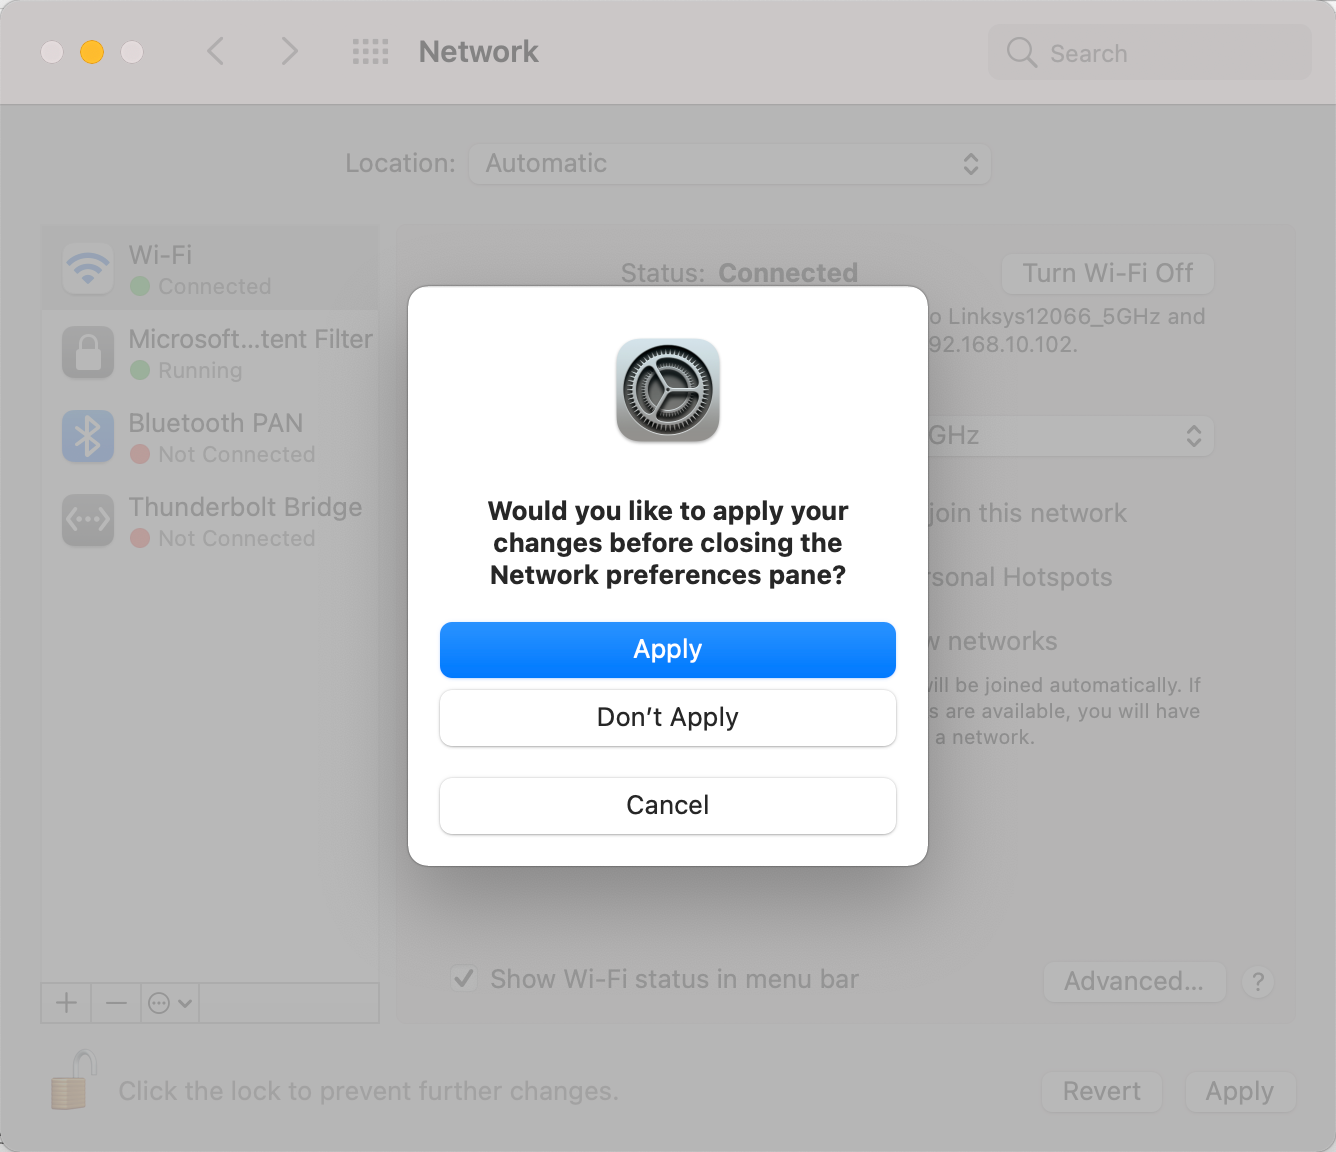 Network
Search
Location: Automatic
Wi-Fi
Connected
Microsoft...tent Filter
Running
Bluetooth PAN
Not Connected
Thunderbolt Bridge
Not Connected
Status: Connected
Turn Wi-Fi Off
o Linksys12066_5GHz and
92.168.10.102.
GHz
join this network
rsonal Hotspots
w networks
will be joined automatically. If
s are available, you will have
a network.
Would you like to apply your
changes before closing the
Network preferences pane?
Apply
Don't Apply
Cancel
Show Wi-Fi status in menu bar
Advanced...
?
Click the lock to prevent further changes.
Revert
Apply